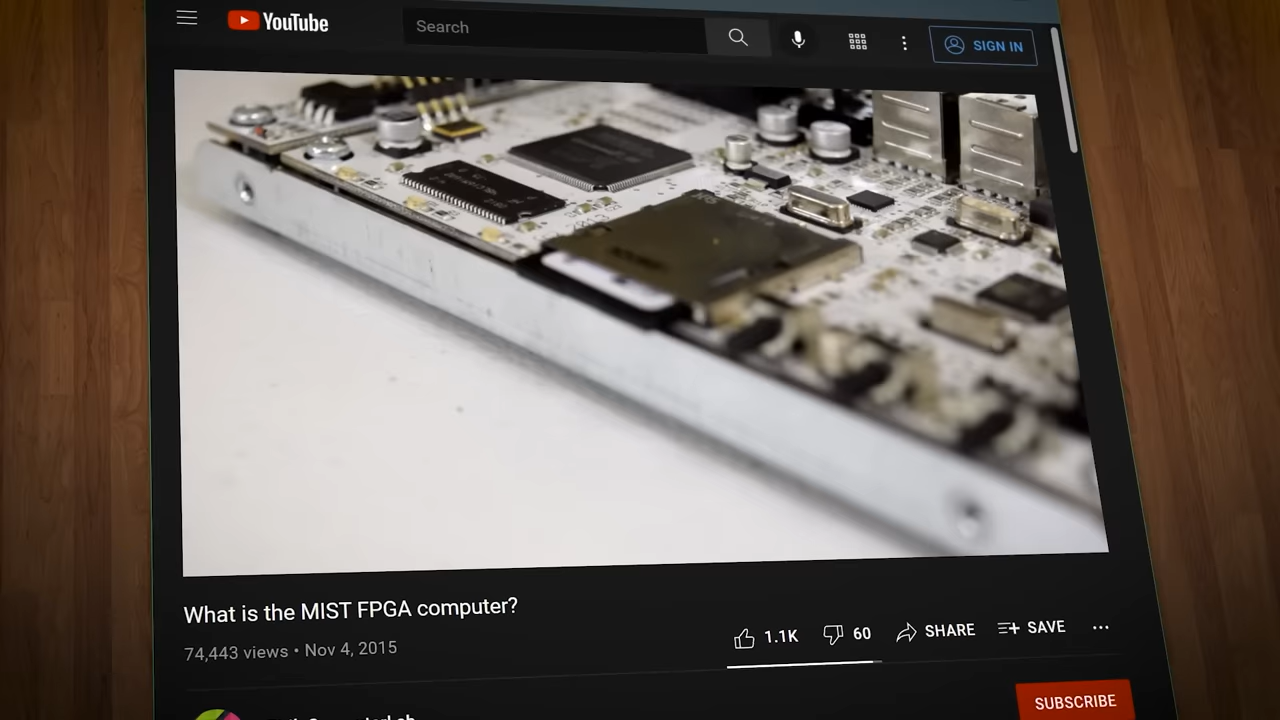 YouTube
Search
SIGN IN
What is the MIST FPGA computer?
74,443 views • Nov 4, 2015
1.1K
60
SHARE
SAVE
SUBSCRIBE